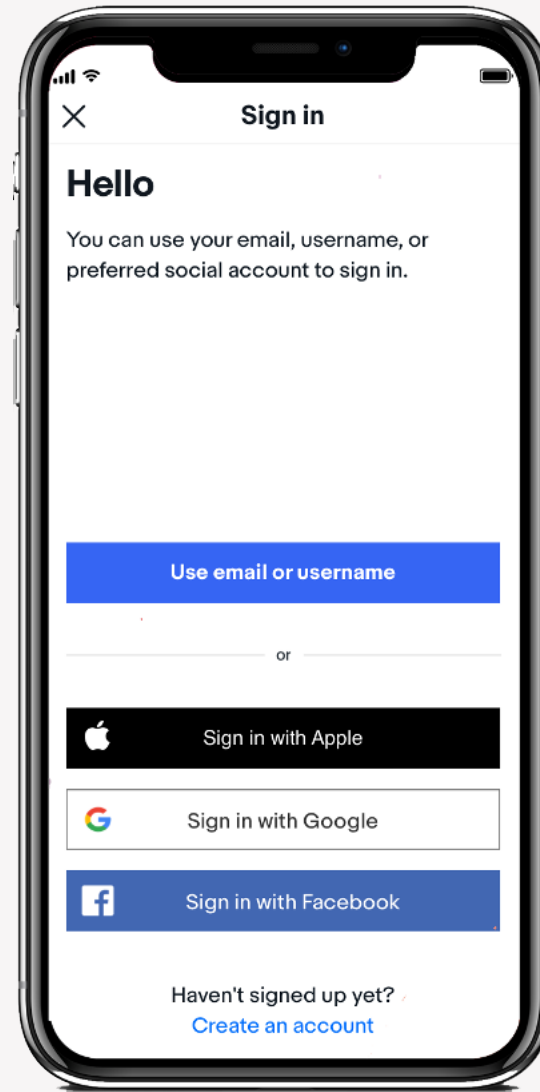 Sign in
Hello
You can use your email, username, or
preferred social account to sign in.
Use email or username
or
Sign in with Apple
Sign in with Google
Sign in with Facebook
Haven't signed up yet?
Create an account